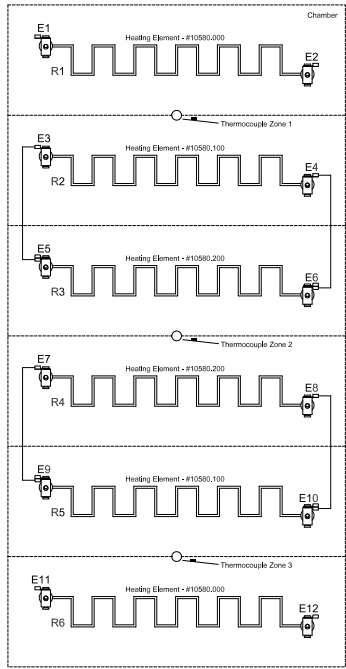 Chamber
E1
Heating Element - #10580.000
E2
R1
Thermocouple Zone 1
E3
Heating Element - #10580.100
E4
R2
E5
Heating Element - #10580.200
E6
R3
Thermocouple Zone 2
E7
Heating Element - #10580.200
E8
R4
E9
Heating Element - #10580.100
E10
R5
Thermocouple Zone 3
E11
Heating Element - #10580.000
E12
R6